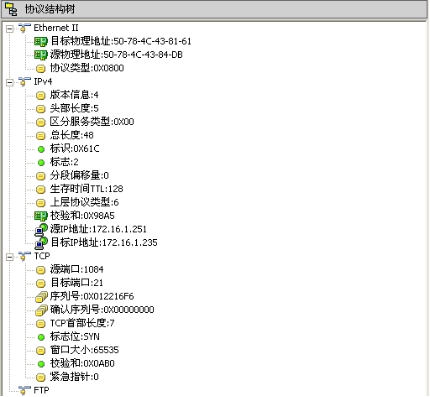 协议结构树
Ethernet II
目标物理地址:50-78-4C-43-81-61
源物理地址:50-78-4C-43-84-DB
协议类型:0X0800
IPv4
版本信息:4
头部长度:5
区分服务类型:0X00
总长度:48
标识:0X61C
标志:2
分段偏移量:0
生存时间TTL:128
上层协议类型:6
校验和:0X98A5
源IP地址:172.16.1.251
目标IP地址:172.16.1.235
TCP
源端口:1084
目标端口:21
序列号:0X012216F6
确认序列号:0X00000000
TCP首部长度:7
标志位:SYN
窗口大小:65535
校验和:0X0AB0
紧急指针:0
FTP